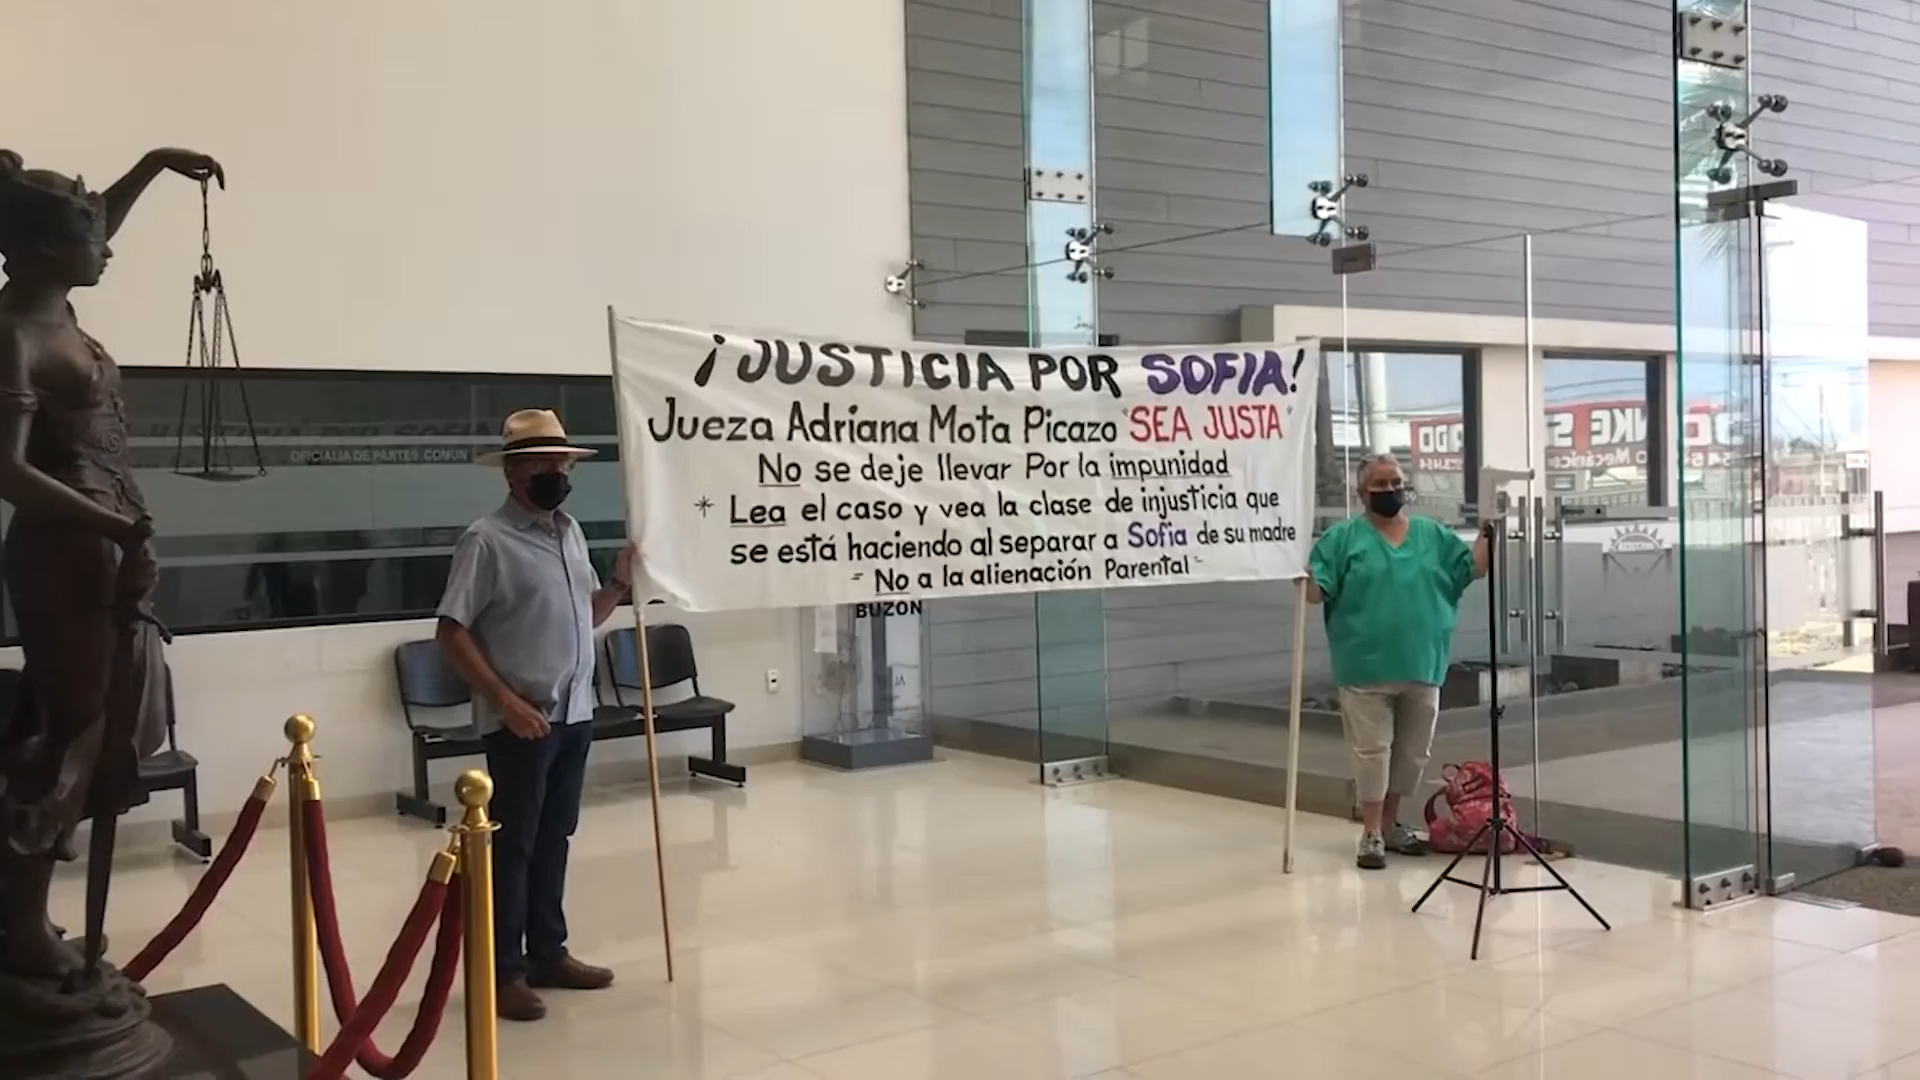 ¡JUSTICIA POR SOFIA!
Jueza Adriana Mota Picazo "SEA JUSTA"
No se deje llevar Por la impunidad
* Lea el caso y vea la clase de injusticia que
se está haciendo al separar a Sofia de su madre
- No a la alienación Parental -
OFICIALIA DE PARTES COMUN
BUZON